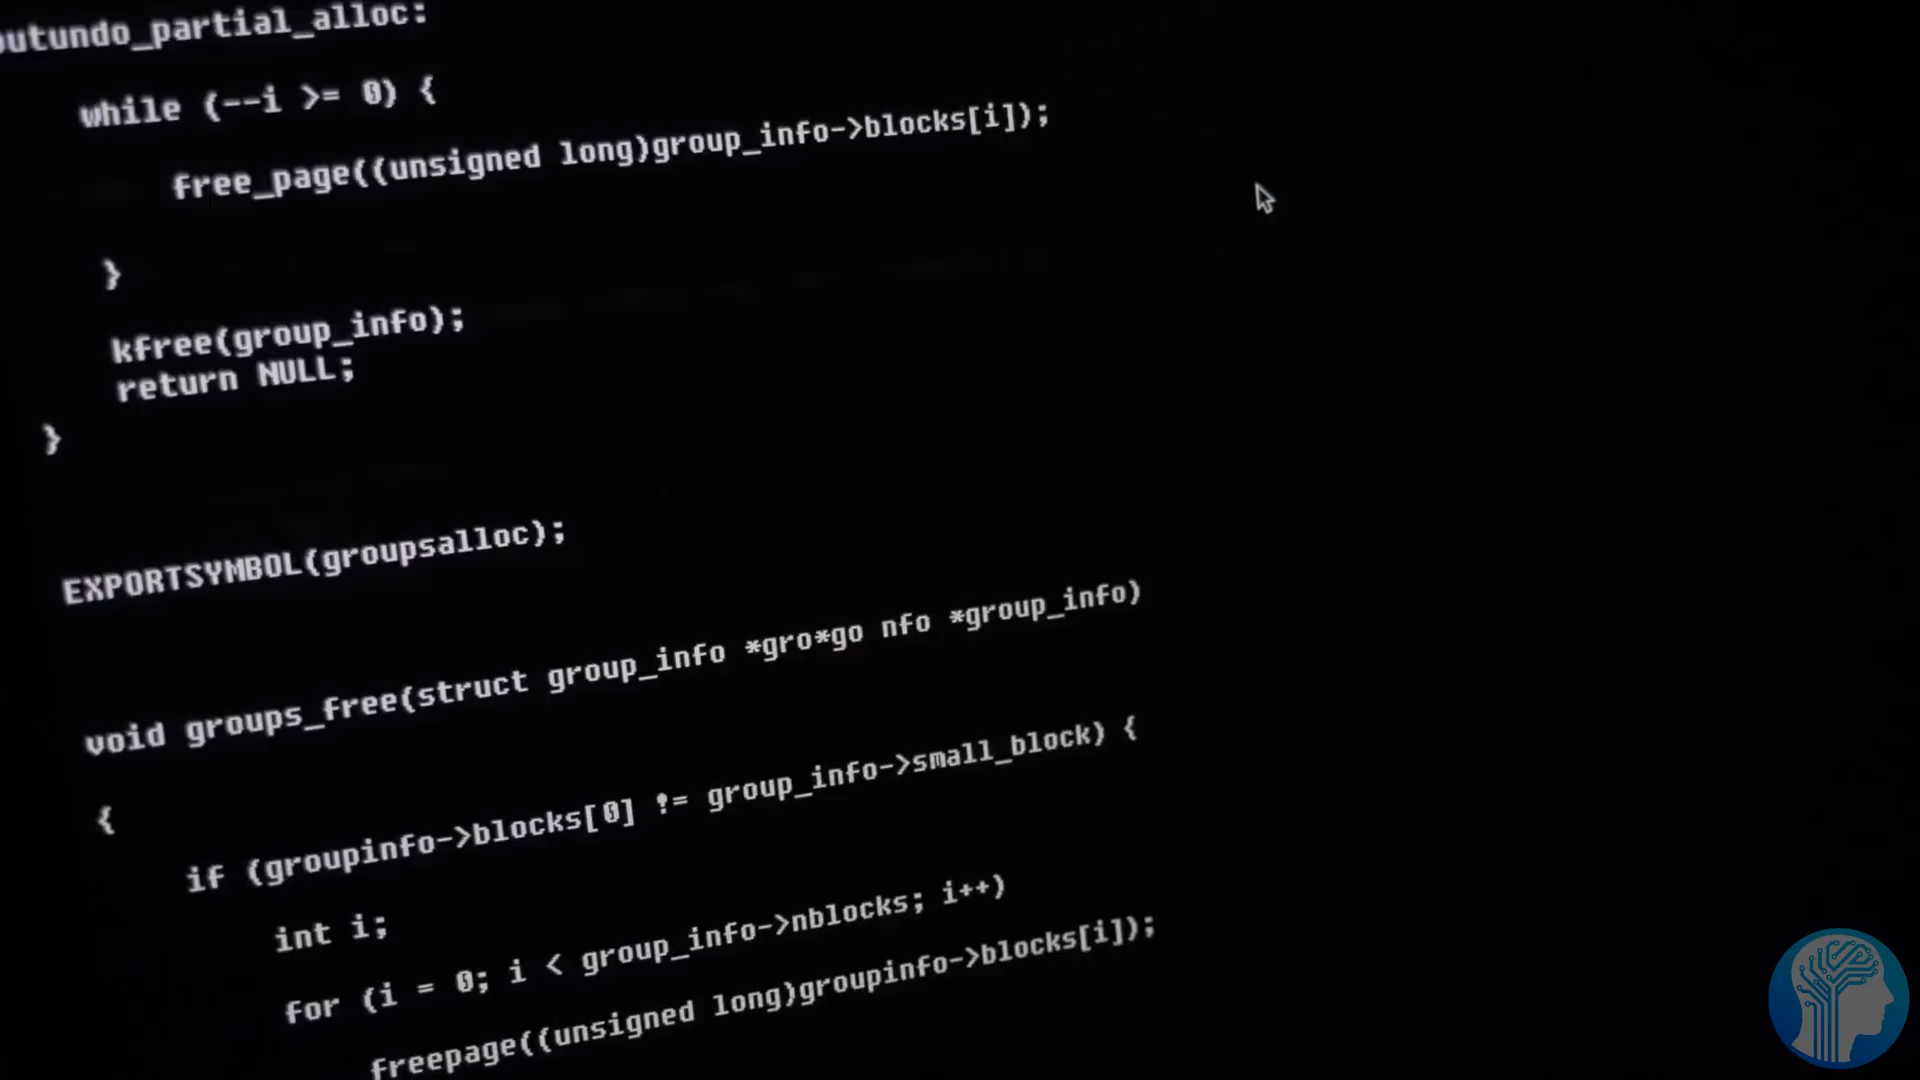 outundo_partial_alloc:
while (--i >= 0) {
free_page((unsigned long)group_info->blocks[i]);
}
kfree(group_info);
return NULL;
}
EXPORTSYMBOL(groupsalloc);
void groups_free(struct group_info *gro*go nfo *group_info)
{
if (groupinfo->blocks[0] != group_info->small_block) {
int i;
for (i = 0; i < group_info->nblocks; i++)
freepage((unsigned long)groupinfo->blocks[i]);